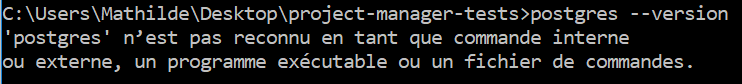 C:\Users\Mathilde\Desktop\project-manager-tests>postgres --version
'postgres' n’est pas reconnu en tant que commande interne
ou externe, un programme exécutable ou un fichier de commandes.